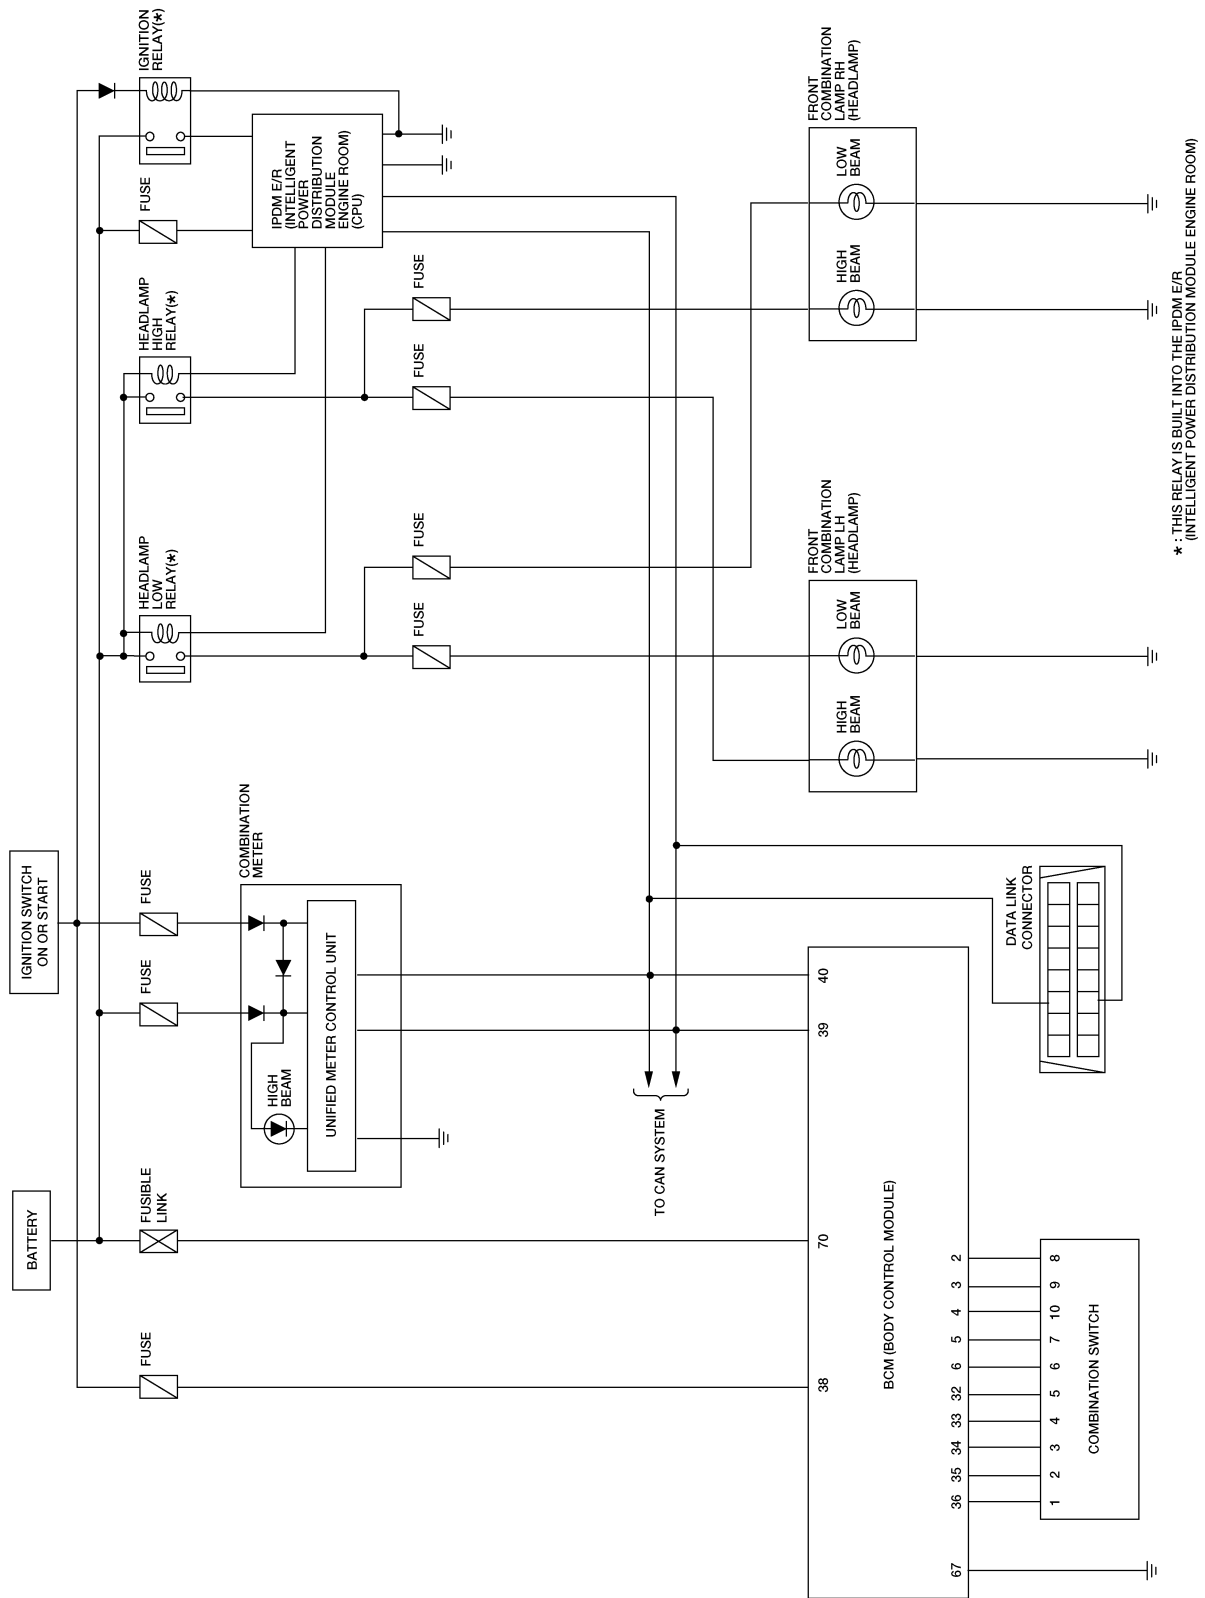 IGNITION SWITCH
ON OR START
BATTERY
IGNITION
RELAY(*)
FUSE
HEADLAMP
HIGH
RELAY(*)
HEADLAMP
LOW
RELAY(*)
FUSE
FUSE
FUSIBLE
LINK
FUSE
IPDM E/R
(INTELLIGENT
POWER
DISTRIBUTION
MODULE
ENGINE ROOM)
(CPU)
COMBINATION
METER
HIGH
BEAM
UNIFIED METER CONTROL UNIT
FUSE
FUSE
FUSE
FUSE
TO CAN SYSTEM
FRONT
COMBINATION
LAMP RH
(HEADLAMP)
LOW
BEAM
HIGH
BEAM
FRONT
COMBINATION
LAMP LH
(HEADLAMP)
LOW
BEAM
HIGH
BEAM
40
39
70
38
BCM (BODY CONTROL MODULE)
2
3
4
5
6
32
33
34
35
36
67
DATA LINK
CONNECTOR
8
9
10
7
6
5
4
3
2
1
COMBINATION SWITCH
* : THIS RELAY IS BUILT INTO THE IPDM E/R
(INTELLIGENT POWER DISTRIBUTION MODULE ENGINE ROOM)